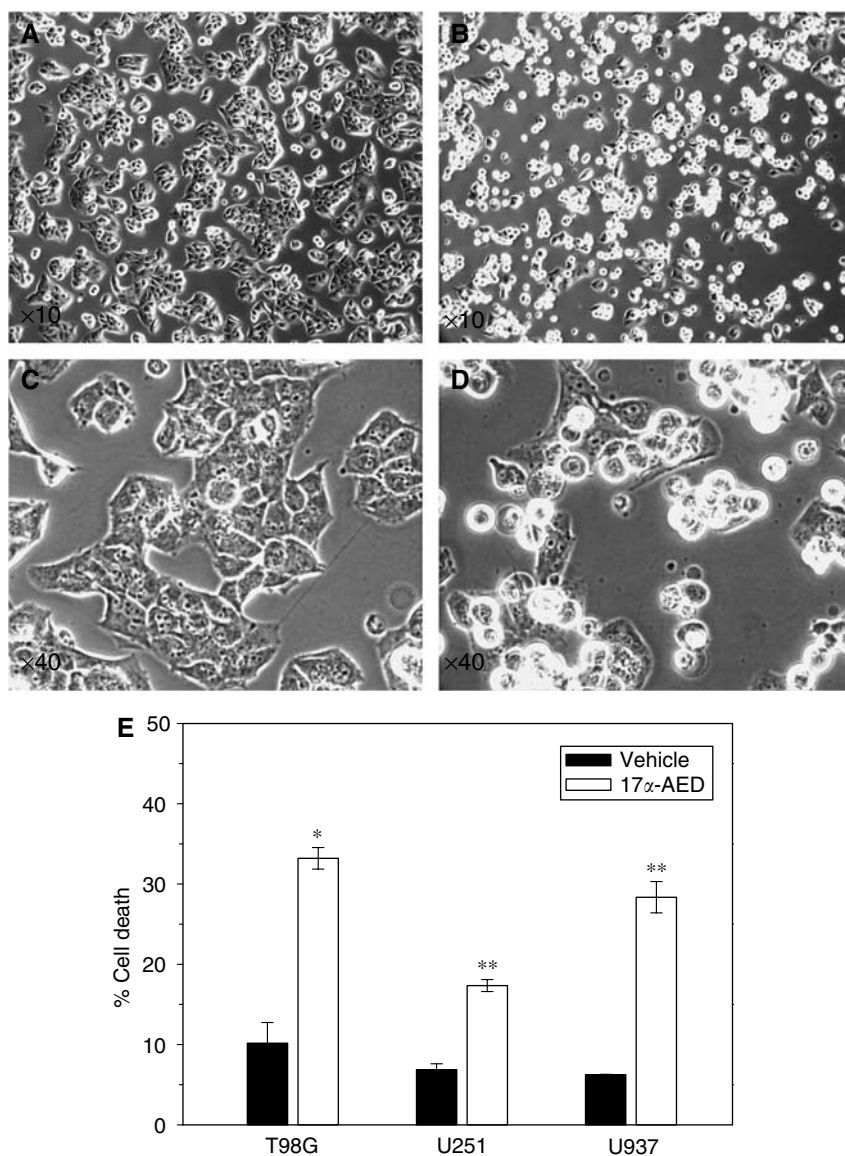 A
B
×10
×10
C
D
×40
×40
E
50
40
30
20
10
0
% Cell death
Vehicle
17α-AED
*
**
**
T98G
U251
U937